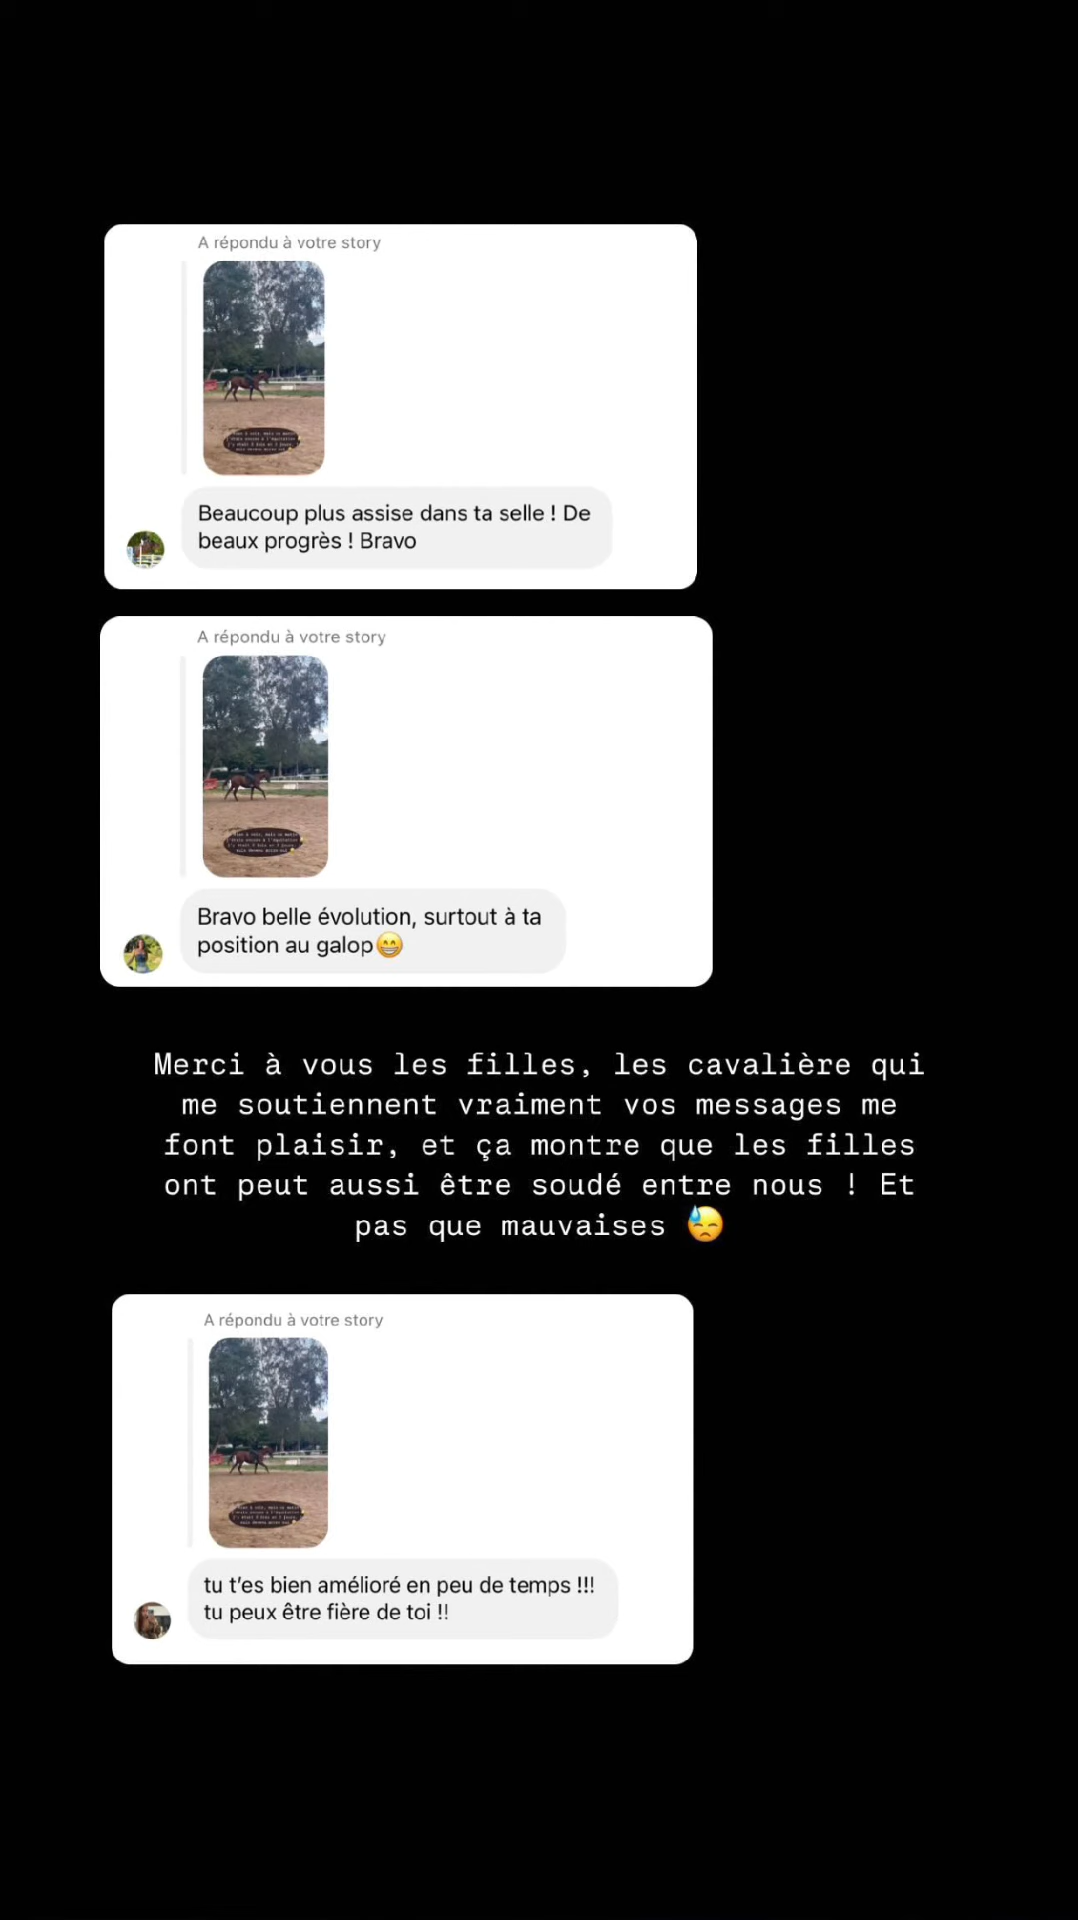 A répondu à votre story
Beaucoup plus assise dans ta selle ! De
beaux progrès ! Bravo
A répondu à votre story
Bravo belle évolution, surtout à ta
position au galop😁
Merci à vous les filles, les cavalière qui
me soutiennent vraiment vos messages me
font plaisir, et ça montre que les filles
ont peut aussi être soudé entre nous ! Et
pas que mauvaises 😓
A répondu à votre story
tu t'es bien amélioré en peu de temps !!!
tu peux être fière de toi !!